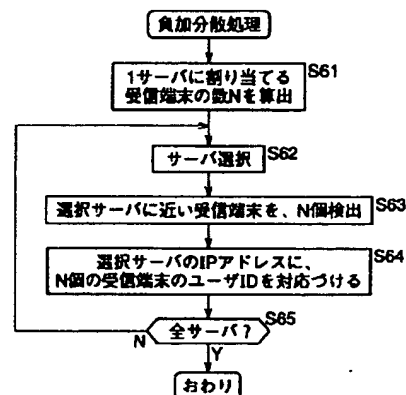 負加分散処理
S61
1サーバに割り当てる
受信端末の数Nを算出
S62
サーバ選択
S63
選択サーバに近い受信端末を、N個検出
S64
選択サーバのIPアドレスに、
N個の受信端末のユーザIDを対応づける
S65
全サーバ?
N
Y
おわり